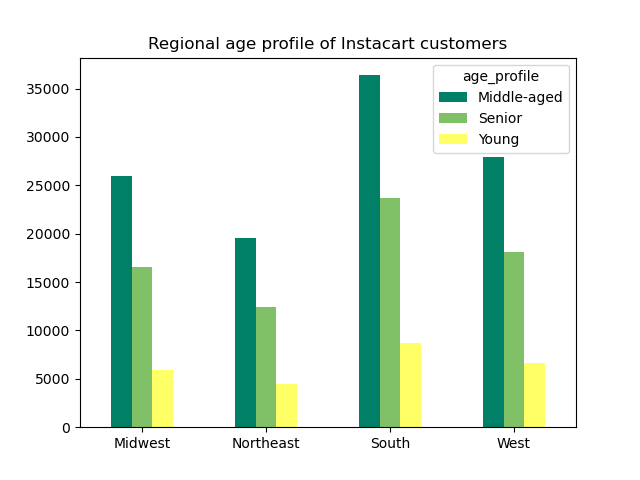 Regional age profile of Instacart customers
age_profile
Middle-aged
Senior
Young
35000
30000
25000
20000
15000
10000
5000
0
Midwest Northeast South West